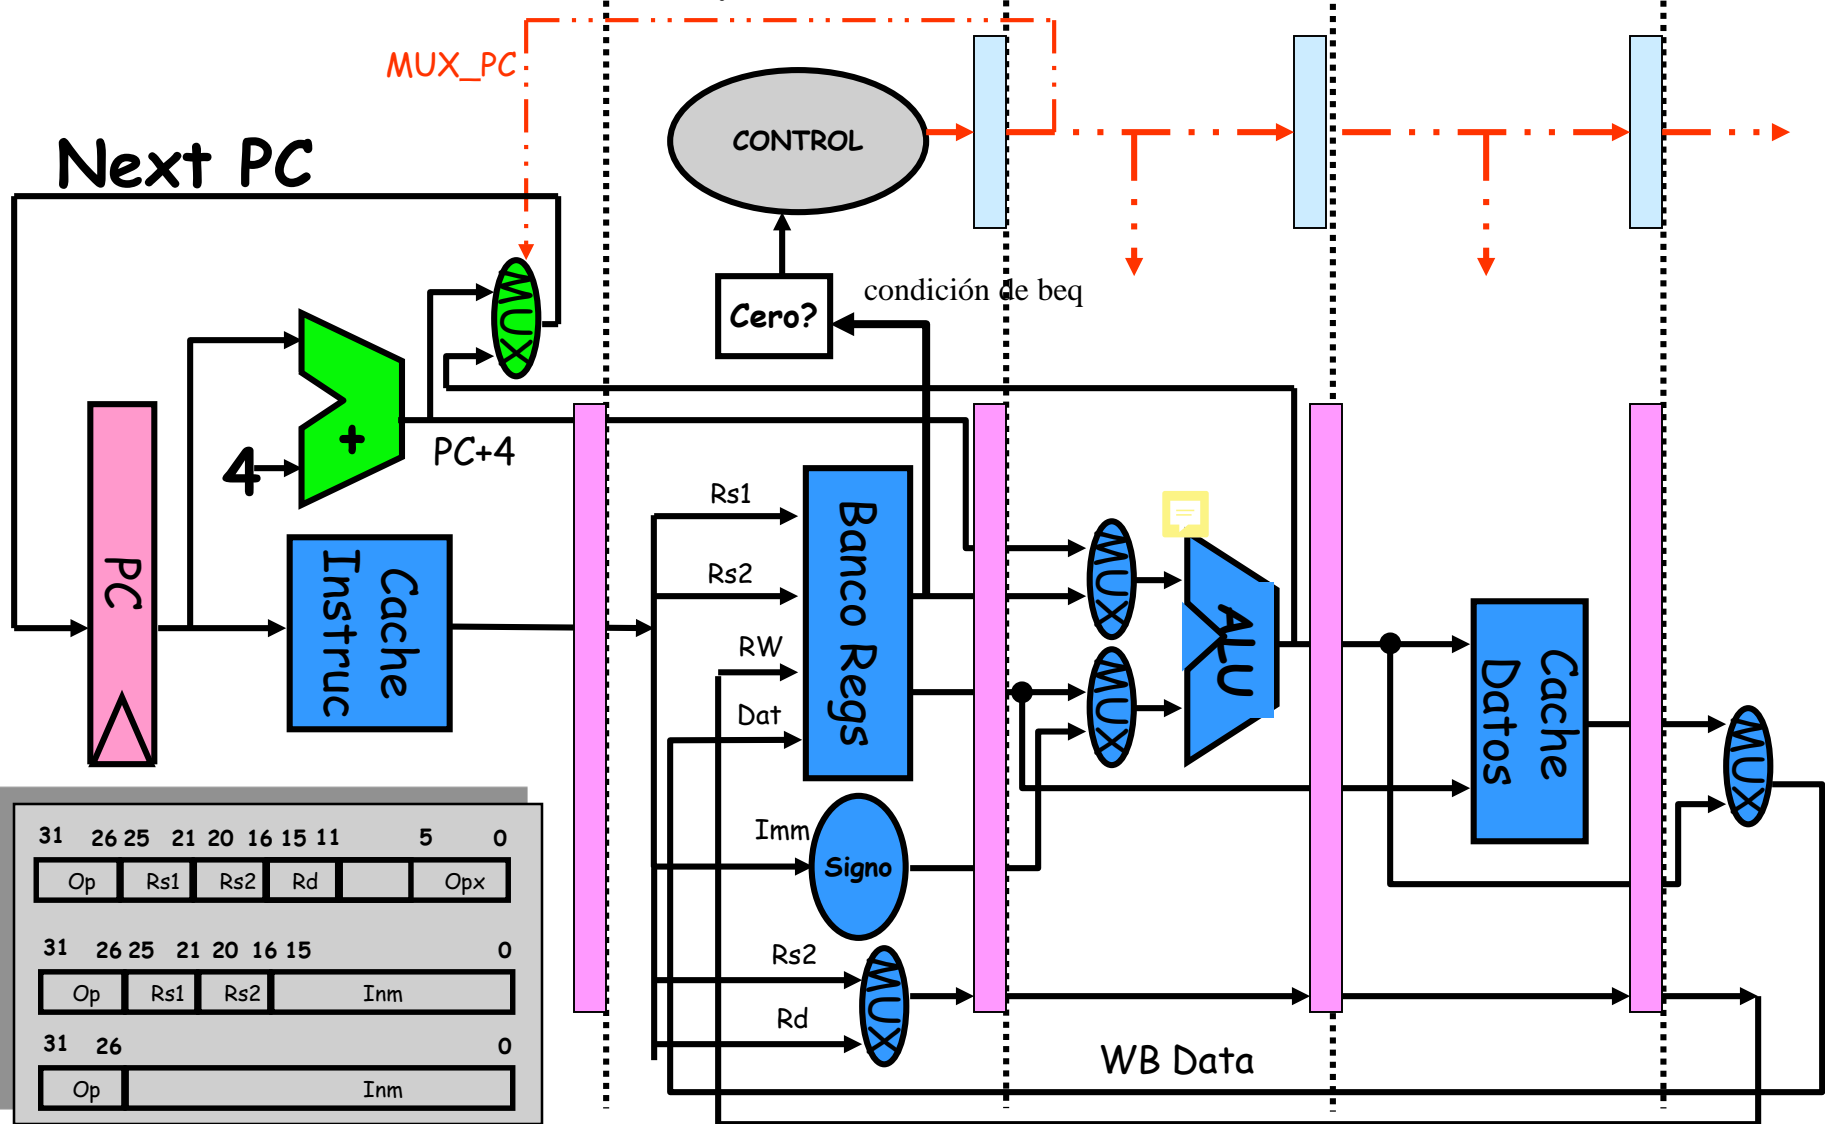 MUX_PC
CONTROL
Next PC
MUX
Cero?
condición de beq
+
4
PC+4
PC
Cache
Instruc
Rs1
Rs2
RW
Dat
Banco Regs
Imm
Signo
Rs2
Rd
MUX
MUX
MUX
ALU
Cache
Datos
MUX
WB Data
31 26 25 21 20 16 15 11 5 0
Op Rs1 Rs2 Rd Opx
31 26 25 21 20 16 15 0
Op Rs1 Rs2 Inm
31 26 0
Op Inm